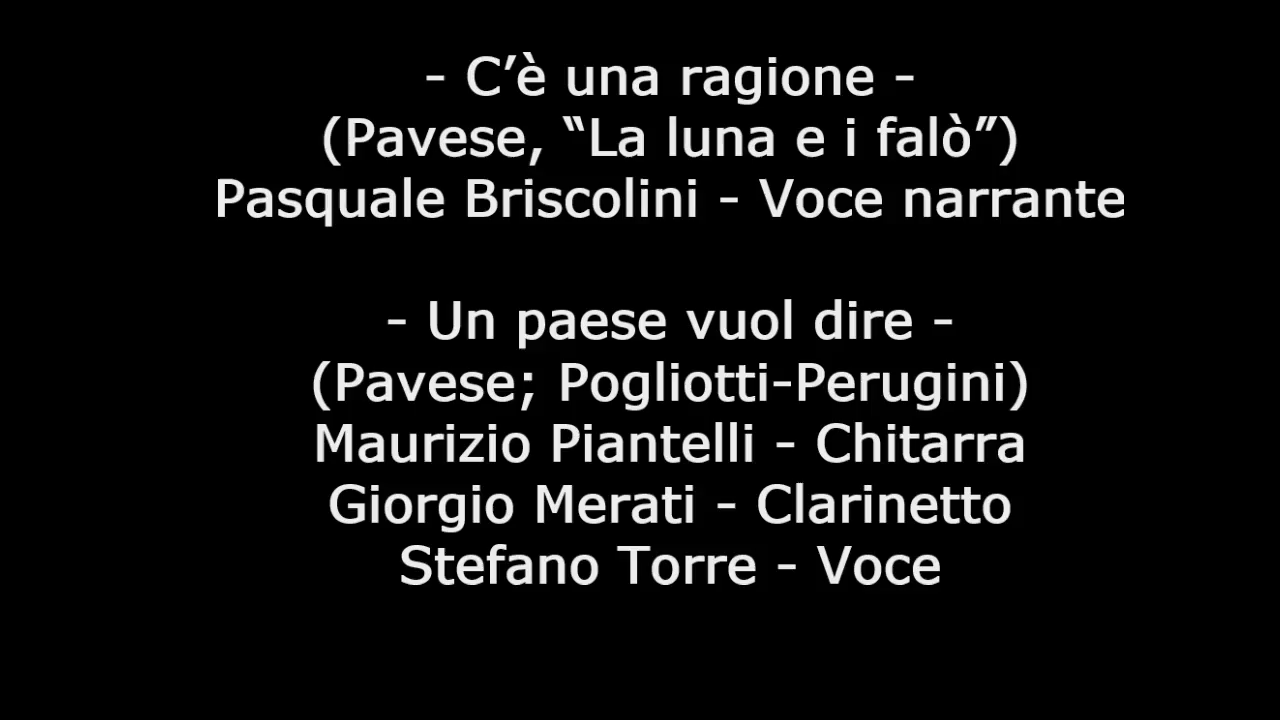 - C’è una ragione -
(Pavese, “La luna e i falò”)
Pasquale Briscolini - Voce narrante
- Un paese vuol dire -
(Pavese; Pogliotti-Perugini)
Maurizio Piantelli - Chitarra
Giorgio Merati - Clarinetto
Stefano Torre - Voce